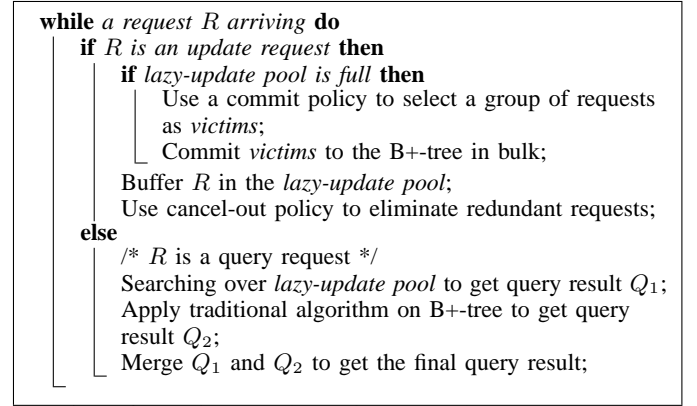 while a request R arriving do
if R is an update request then
if lazy-update pool is full then
Use a commit policy to select a group of requests
as victims;
Commit victims to the B+-tree in bulk;
Buffer R in the lazy-update pool;
Use cancel-out policy to eliminate redundant requests;
else
/* R is a query request */
Searching over lazy-update pool to get query result Q₁;
Apply traditional algorithm on B+-tree to get query
result Q₂;
Merge Q₁ and Q₂ to get the final query result;